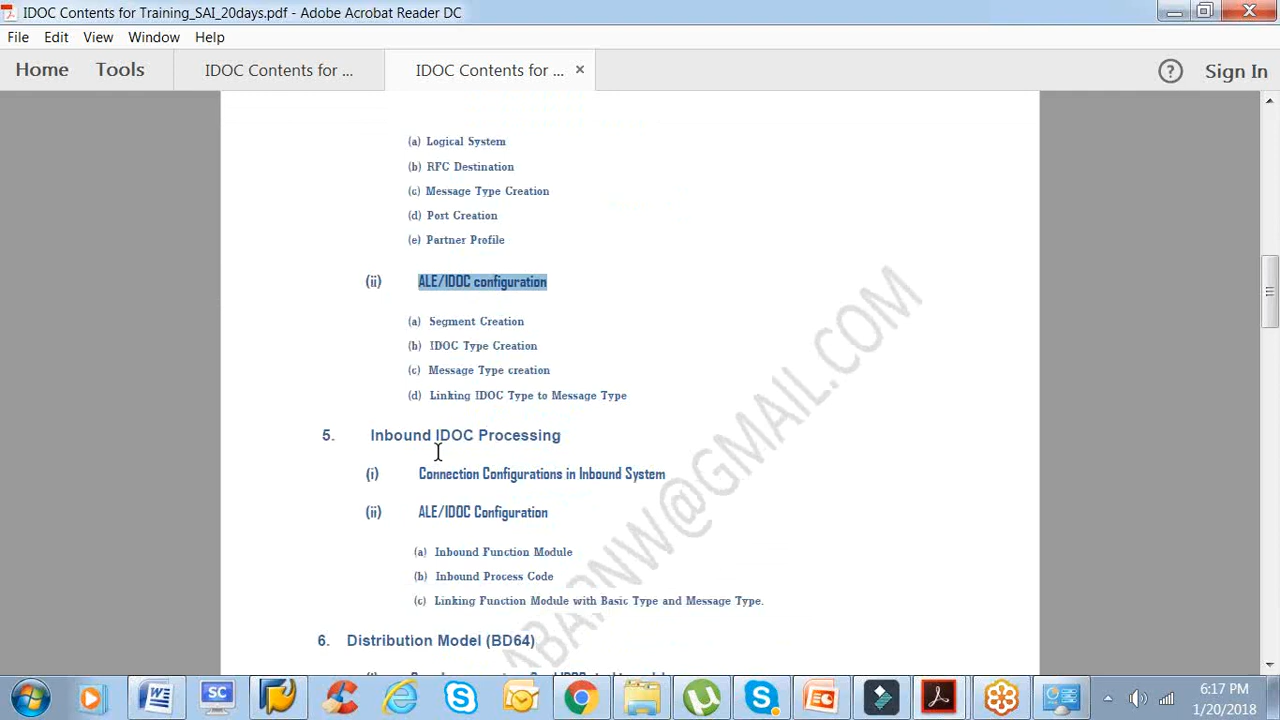 IDOC Contents for Training_SAI_20days.pdf - Adobe Acrobat Reader DC
File Edit View Window Help
Home Tools IDOC Contents for ... IDOC Contents for ... × ? Sign In
(a) Logical System
(b) RFC Destination
(c) Message Type Creation
(d) Port Creation
(e) Partner Profile
(ii) ALE/IDOC configuration
(a) Segment Creation
(b) IDOC Type Creation
(c) Message Type creation
(d) Linking IDOC Type to Message Type
5. Inbound IDOC Processing
(i) Connection Configurations in Inbound System
(ii) ALE/IDOC Configuration
(a) Inbound Function Module
(b) Inbound Process Code
(c) Linking Function Module with Basic Type and Message Type.
6. Distribution Model (BD64)
ABAPNW@GMAIL.COM
W SC
6:17 PM
1/20/2018